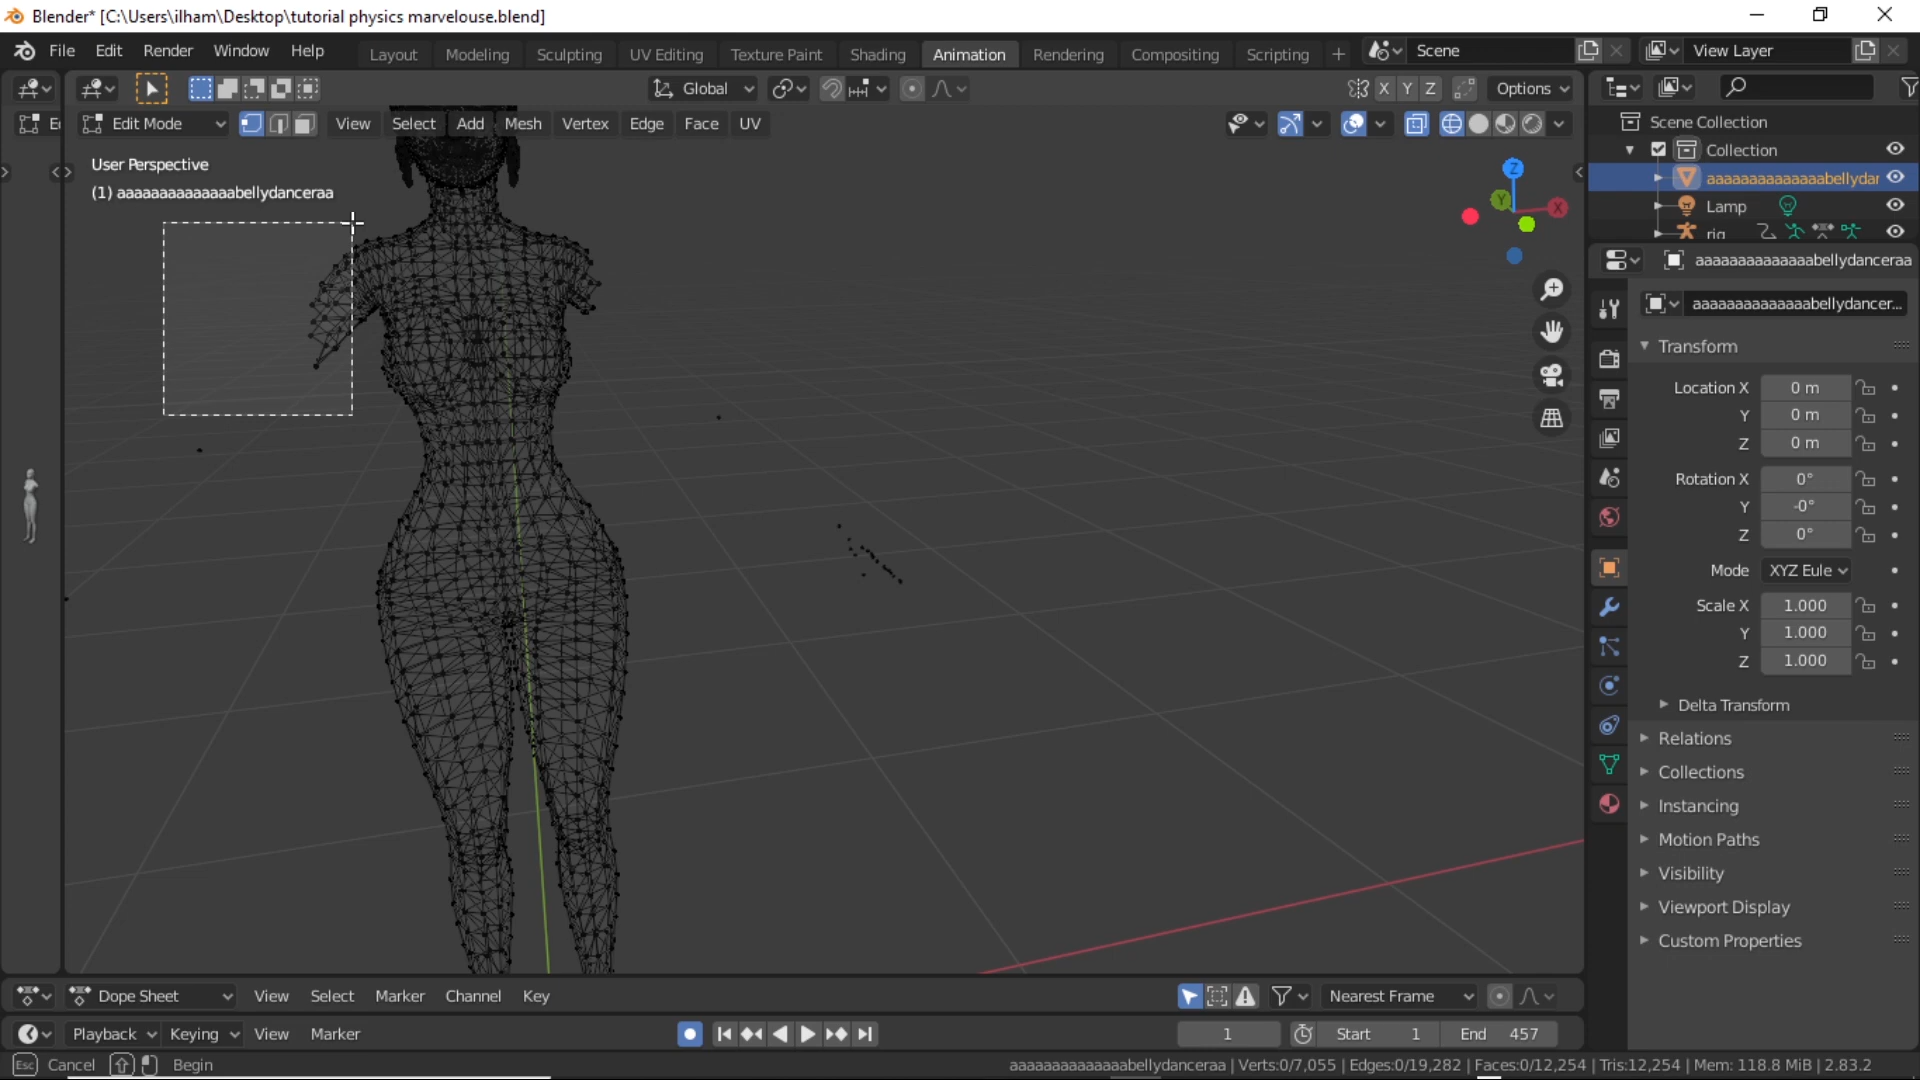 Blender* [C:\Users\ilham\Desktop\tutorial physics marvelouse.blend]
File Edit Render Window Help Layout Modeling Sculpting UV Editing Texture Paint Shading Animation Rendering Compositing Scripting + Scene View Layer
Global X Y Z Options
Edit Mode View Select Add Mesh Vertex Edge Face UV
Scene Collection
Collection
User Perspective
(1) aaaaaaaaaaaaaabellydanceraa
aaaaaaaaaaaaaabellydar
Lamp
rig
Z
Y
X
aaaaaaaaaaaaaabellydanceraa
aaaaaaaaaaaaaabellydancer...
Transform
Location X 0 m
Y 0 m
Z 0 m
Rotation X 0°
Y -0°
Z 0°
Mode XYZ Eule
Scale X 1.000
Y 1.000
Z 1.000
Delta Transform
Relations
Collections
Instancing
Motion Paths
Visibility
Viewport Display
Custom Properties
Dope Sheet View Select Marker Channel Key Nearest Frame
Playback Keying View Marker 1 Start 1 End 457
Esc Cancel Begin aaaaaaaaaaaaaabellydanceraa | Verts:0/7,055 | Edges:0/19,282 | Faces:0/12,254 | Tris:12,254 | Mem: 118.8 MiB | 2.83.2